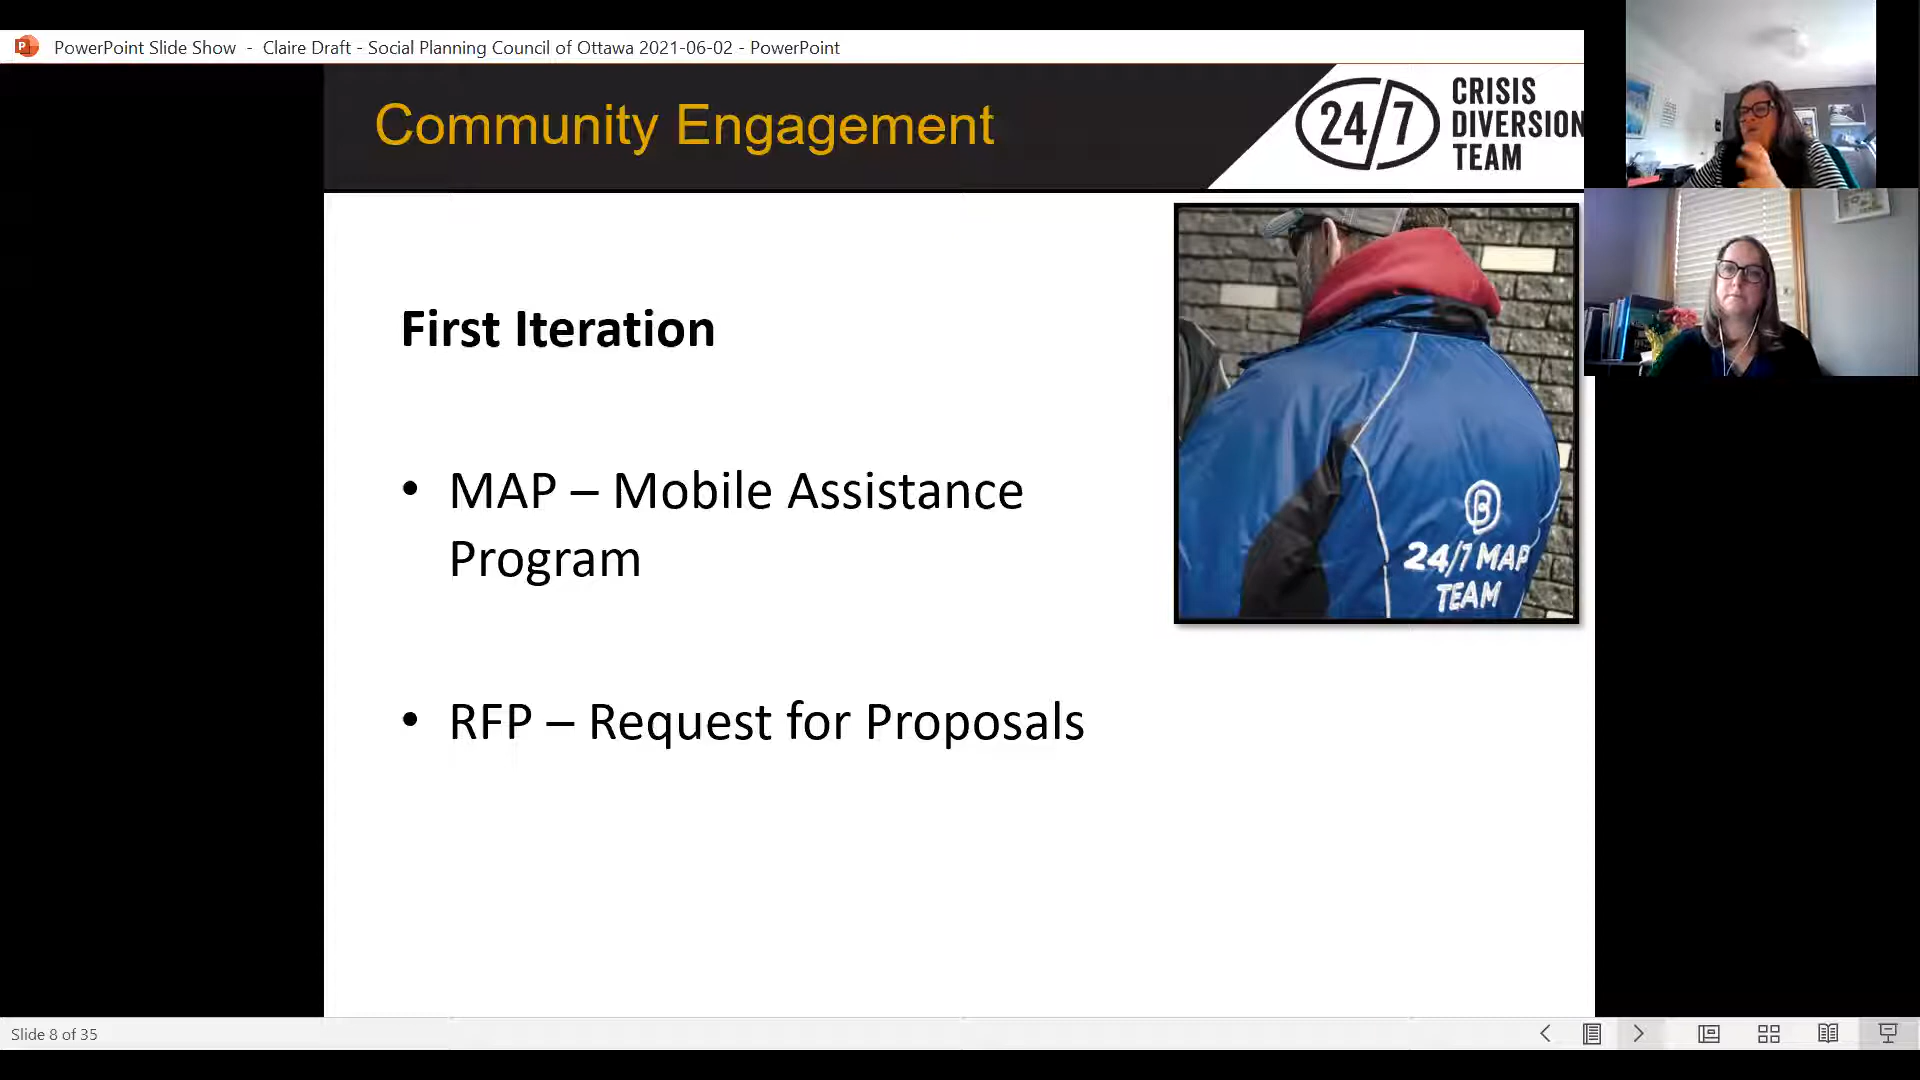 PowerPoint Slide Show - Claire Draft - Social Planning Council of Ottawa 2021-06-02 - PowerPoint
Community Engagement
24/7
CRISIS
DIVERSION
TEAM
First Iteration
• MAP – Mobile Assistance
Program
• RFP – Request for Proposals
B
24/7 MAP
TEAM
Slide 8 of 35